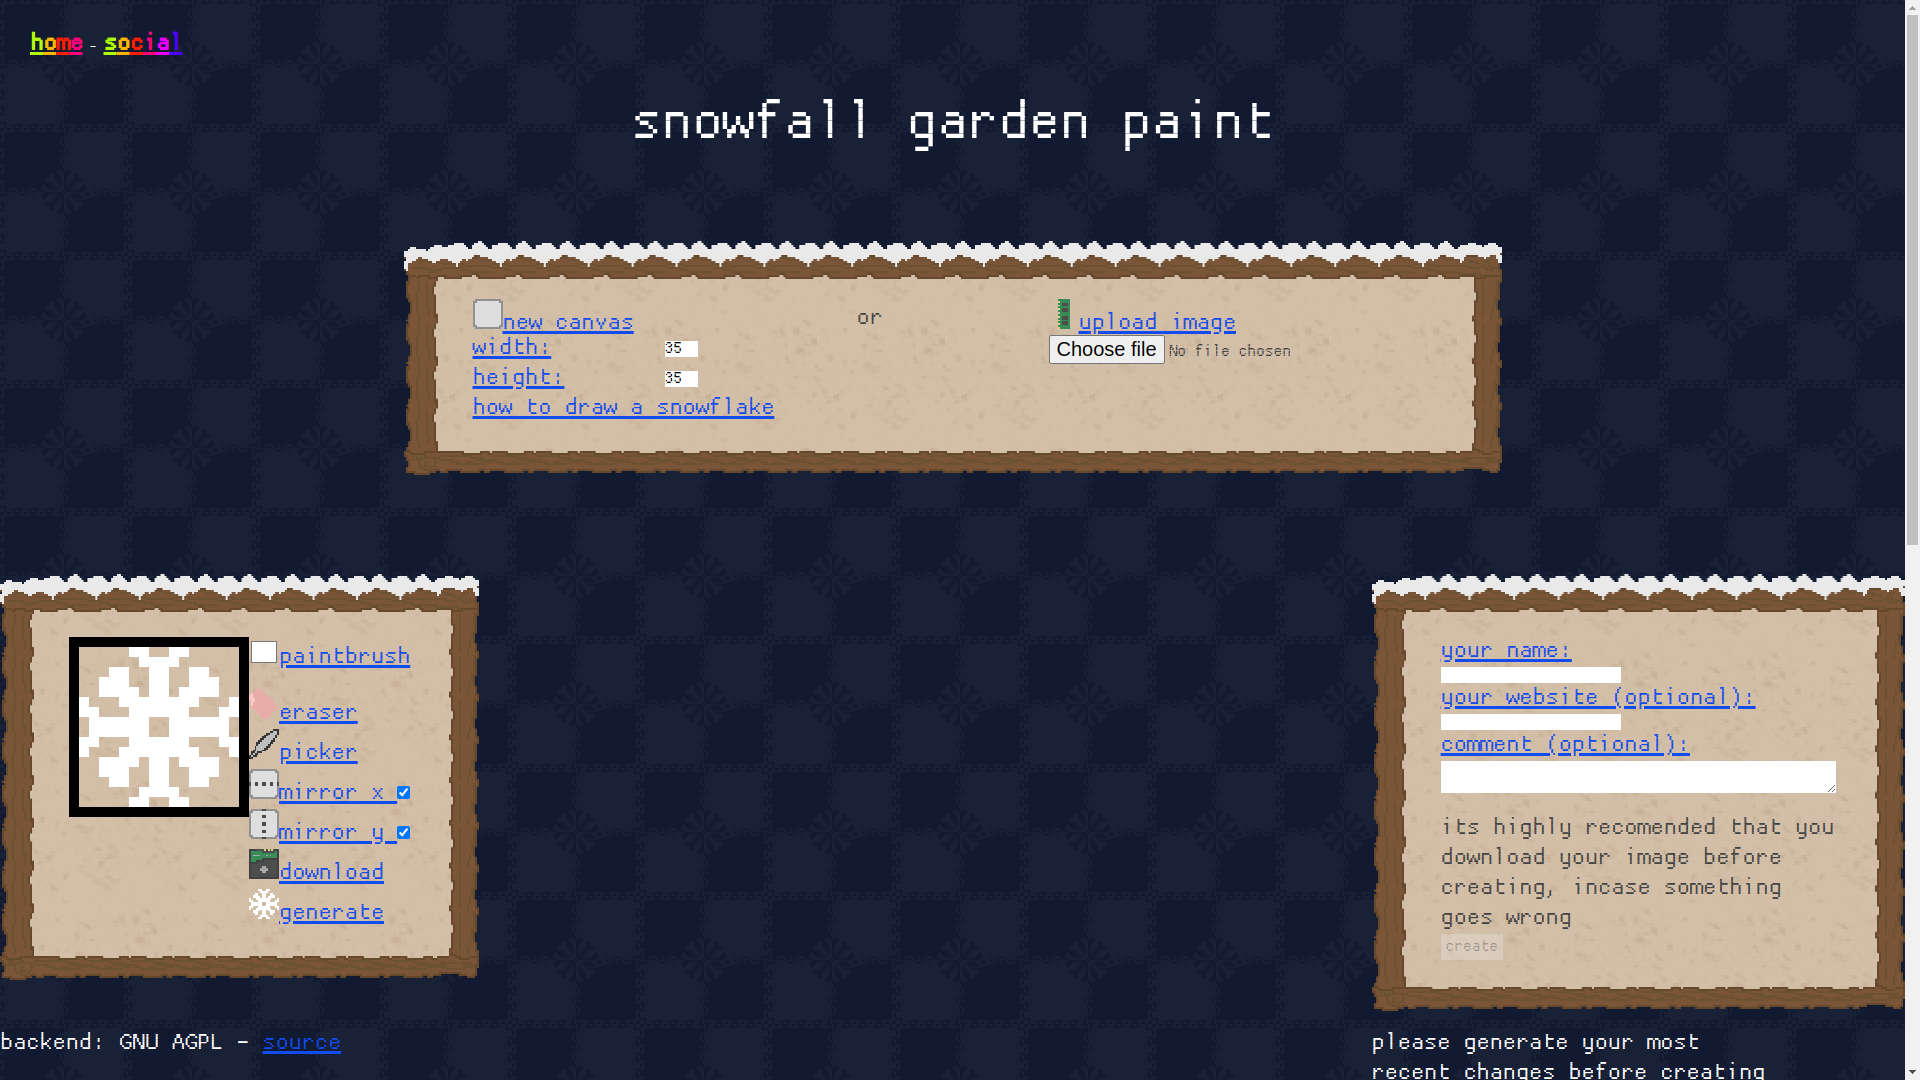 home - social
snowfall garden paint
new canvas
width: 35
height: 35
how to draw a snowflake
or
upload image
Choose file No file chosen
paintbrush
eraser
picker
mirror x
mirror y
download
generate
your name:
your website (optional):
comment (optional):
its highly recomended that you
download your image before
creating, incase something
goes wrong
create
backend: GNU AGPL - source
please generate your most
recent changes before creating